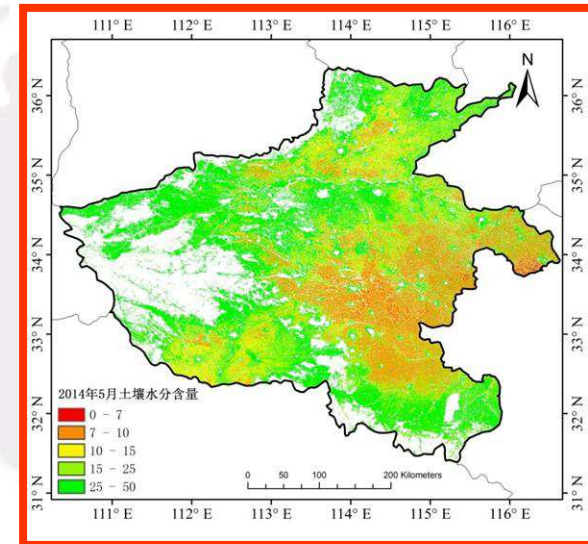 111° E 112° E 113° E 114° E 115° E 116° E
N
36° N 36° N
35° N 35° N
34° N 34° N
33° N 33° N
32° N 32° N
31° N 31° N
2014年5月土壤水分含量
0 - 7
7 - 10
10 - 15
15 - 25
25 - 50
0 50 100 200 Kilometers
111° E 112° E 113° E 114° E 115° E 116° E